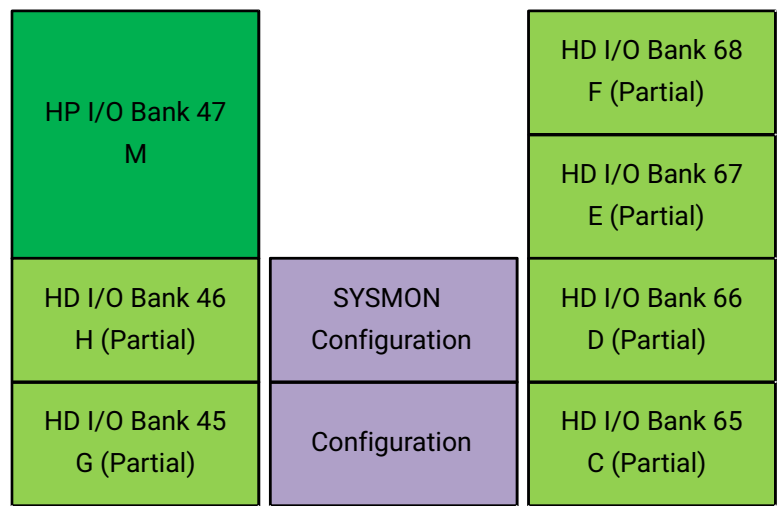 HP I/O Bank 47
M
HD I/O Bank 46
H (Partial)
HD I/O Bank 45
G (Partial)
SYSMON
Configuration
Configuration
HD I/O Bank 68
F (Partial)
HD I/O Bank 67
E (Partial)
HD I/O Bank 66
D (Partial)
HD I/O Bank 65
C (Partial)